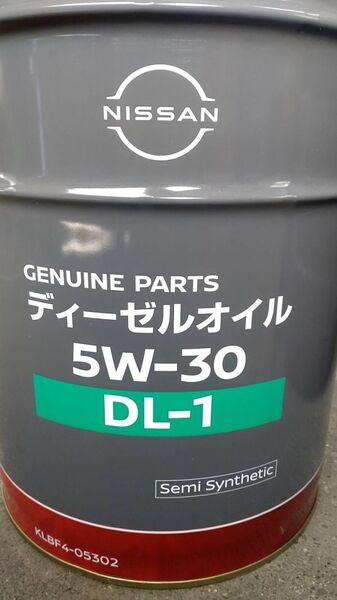 NISSAN
GENUINE PARTS
ディーゼルオイル
5W-30
DL-1
Semi Synthetic
KLBF4-05302